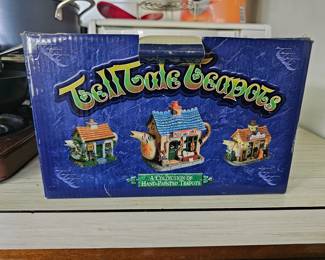 TellTale Teapots
A COLLECTION OF
HAND-PAINTED TEAPOTS